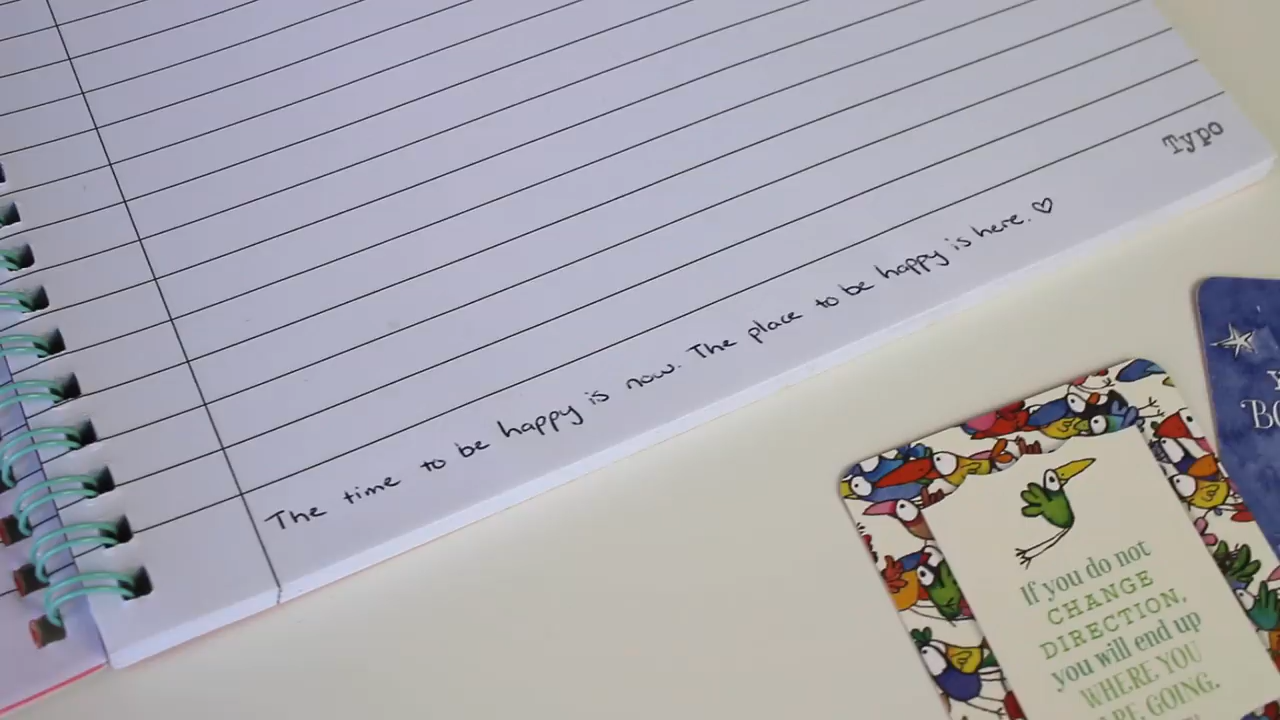 Typo
The time to be happy is now. The place to be happy is here. ♡
If you do not
CHANGE
DIRECTION,
you will end up
WHERE YOU
GOING.